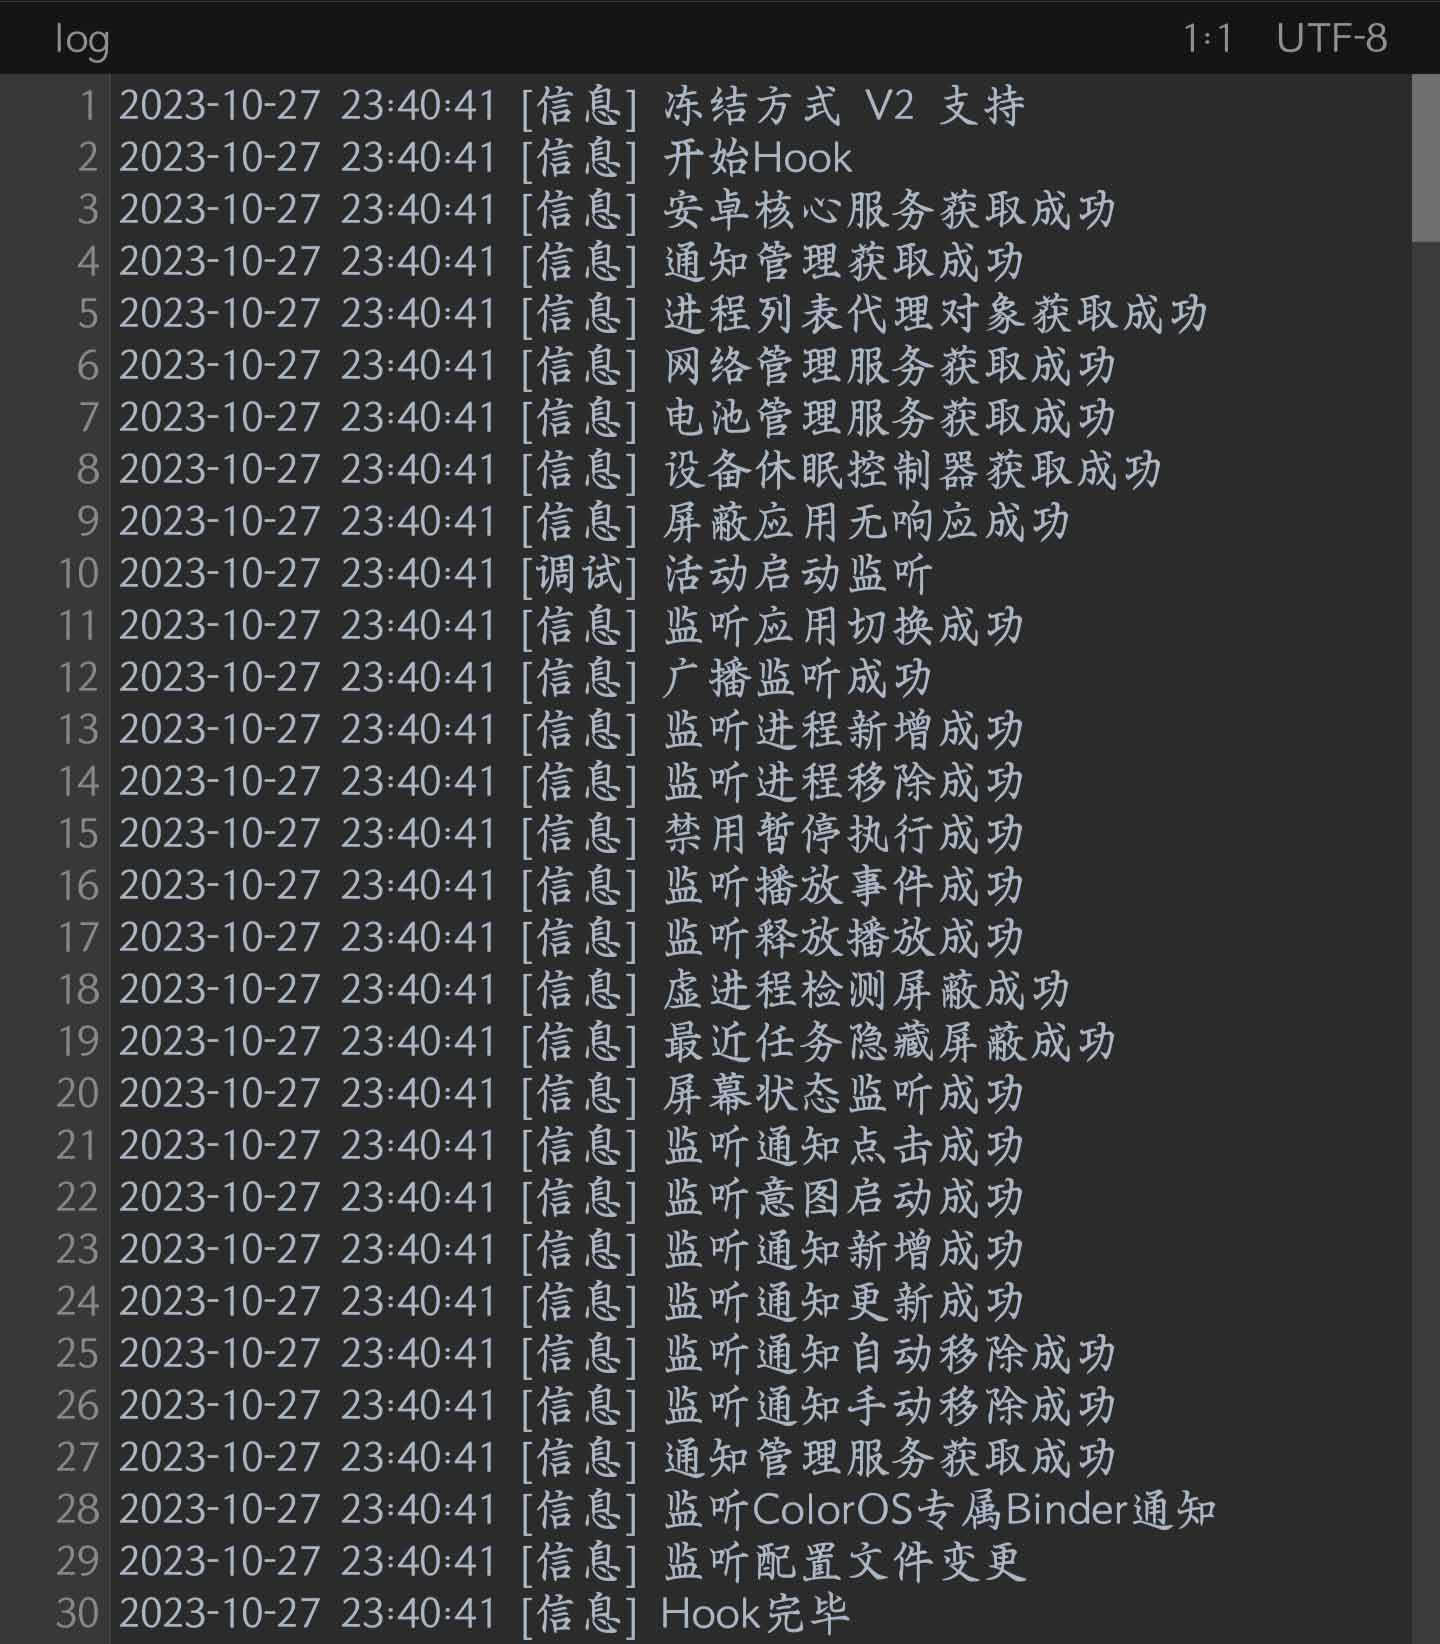 log 1:1 UTF-8
1 2023-10-27 23:40:41 [信息] 冻结方式 V2 支持
2 2023-10-27 23:40:41 [信息] 开始Hook
3 2023-10-27 23:40:41 [信息] 安卓核心服务获取成功
4 2023-10-27 23:40:41 [信息] 通知管理获取成功
5 2023-10-27 23:40:41 [信息] 进程列表代理对象获取成功
6 2023-10-27 23:40:41 [信息] 网络管理服务获取成功
7 2023-10-27 23:40:41 [信息] 电池管理服务获取成功
8 2023-10-27 23:40:41 [信息] 设备休眠控制器获取成功
9 2023-10-27 23:40:41 [信息] 屏蔽应用无响应成功
10 2023-10-27 23:40:41 [调试] 活动启动监听
11 2023-10-27 23:40:41 [信息] 监听应用切换成功
12 2023-10-27 23:40:41 [信息] 广播监听成功
13 2023-10-27 23:40:41 [信息] 监听进程新增成功
14 2023-10-27 23:40:41 [信息] 监听进程移除成功
15 2023-10-27 23:40:41 [信息] 禁用暂停执行成功
16 2023-10-27 23:40:41 [信息] 监听播放事件成功
17 2023-10-27 23:40:41 [信息] 监听释放播放成功
18 2023-10-27 23:40:41 [信息] 虚进程检测屏蔽成功
19 2023-10-27 23:40:41 [信息] 最近任务隐藏屏蔽成功
20 2023-10-27 23:40:41 [信息] 屏幕状态监听成功
21 2023-10-27 23:40:41 [信息] 监听通知点击成功
22 2023-10-27 23:40:41 [信息] 监听意图启动成功
23 2023-10-27 23:40:41 [信息] 监听通知新增成功
24 2023-10-27 23:40:41 [信息] 监听通知更新成功
25 2023-10-27 23:40:41 [信息] 监听通知自动移除成功
26 2023-10-27 23:40:41 [信息] 监听通知手动移除成功
27 2023-10-27 23:40:41 [信息] 通知管理服务获取成功
28 2023-10-27 23:40:41 [信息] 监听ColorOS专属Binder通知
29 2023-10-27 23:40:41 [信息] 监听配置文件变更
30 2023-10-27 23:40:41 [信息] Hook完毕